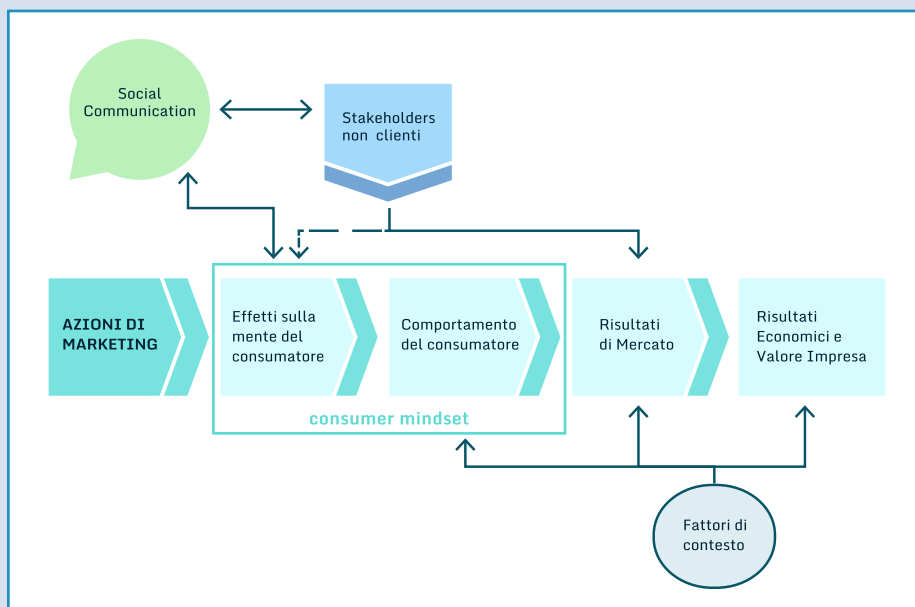 Social
Communication
Stakeholders
non clienti
AZIONI DI
MARKETING
Effetti sulla
mente del
consumatore
Comportamento
del consumatore
consumer mindset
Risultati
di Mercato
Risultati
Economici e
Valore Impresa
Fattori di
contesto